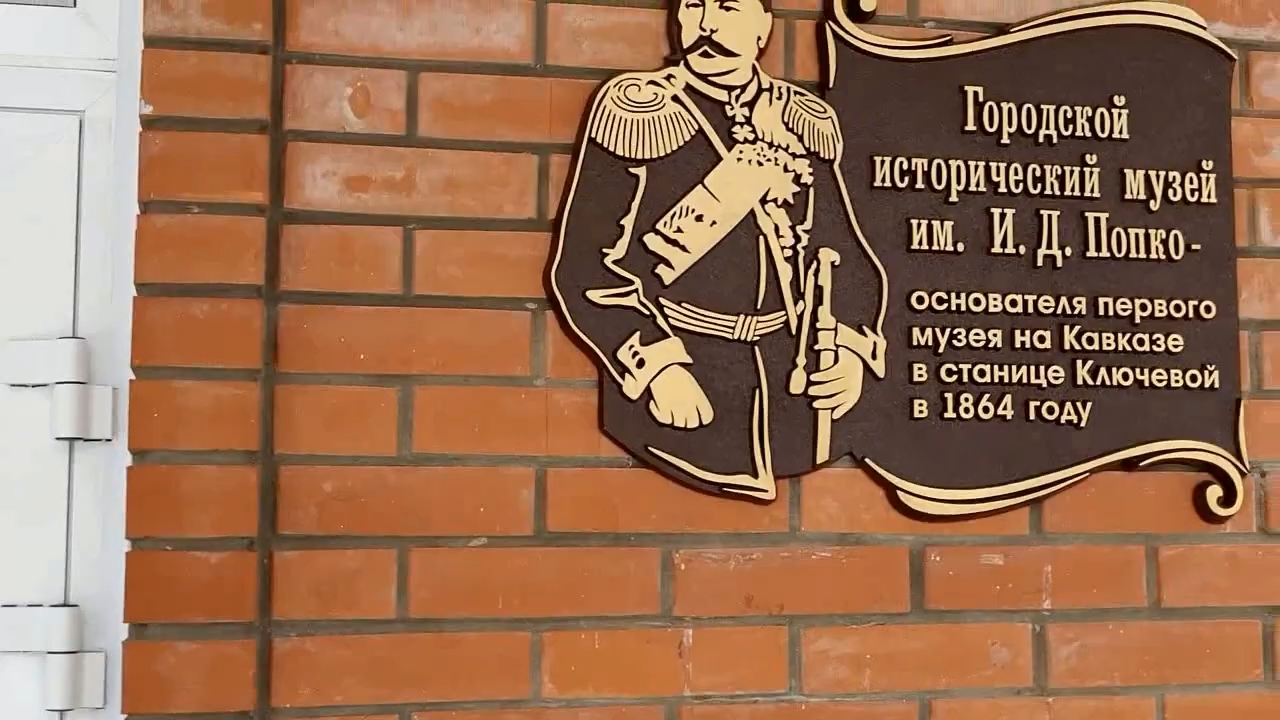 Городской
исторический музей
им. И. Д. Попко-
основателя первого
музея на Кавказе
в станице Ключевой
в 1864 году